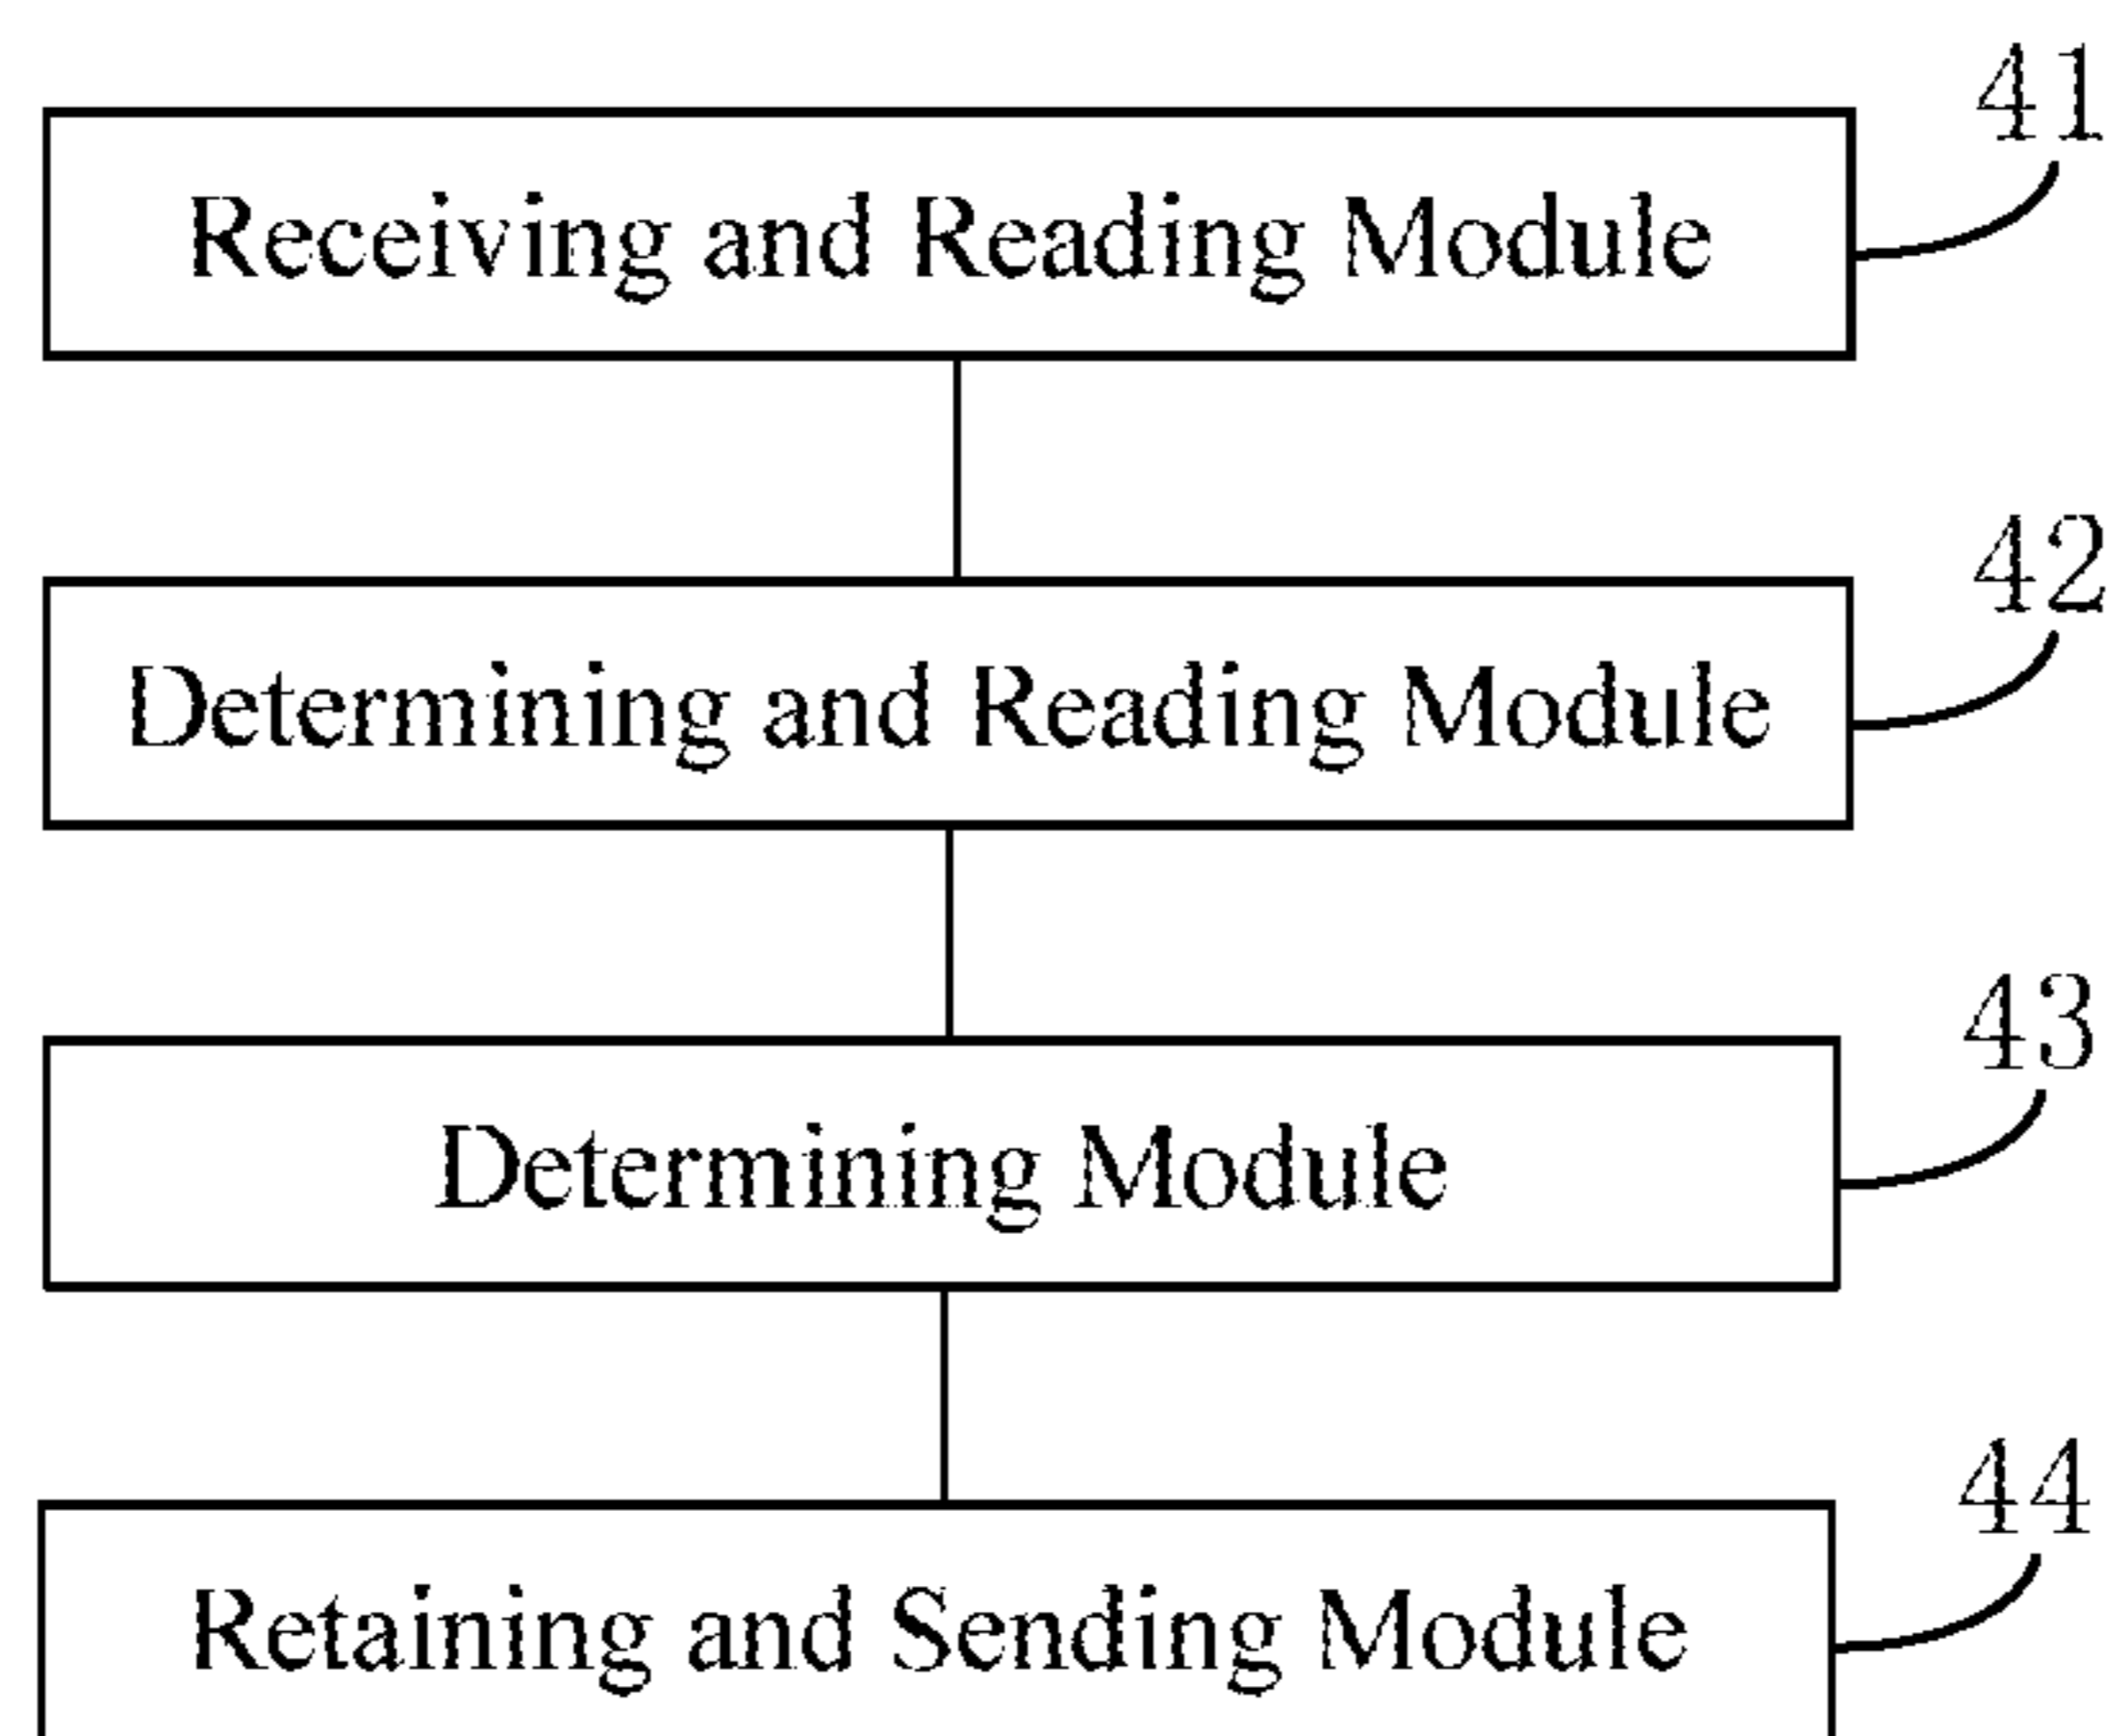 41
Receiving and Reading Module
42
Determining and Reading Module
43
Determining Module
44
Retaining and Sending Module